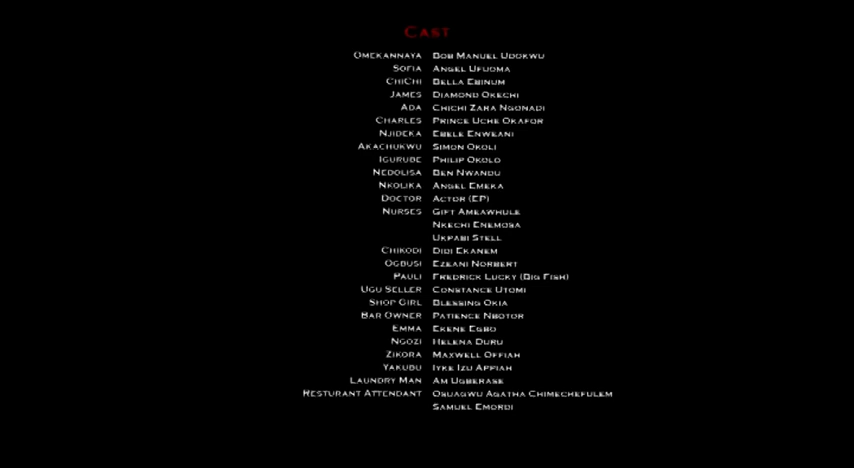 Cast
Omekannaya Bob Manuel Udokwu
Sofia Angel Ufuoma
ChiChi Bella Ebinum
James Diamond Okechi
Ada Chichi Zara Ngonadi
Charles Prince Uche Okafor
Njideka Ebele Enweani
Akachukwu Simon Okoli
Igurube Philip Okolo
Nedolisa Ben Nwandu
Nkolika Angel Emeka
Doctor Actor (EP)
Nurses Gift Ameawhule
Nkechi Enemosa
Ukpabi Stell
Chikodi Didi Ekanem
Ogbusi Ezeani Norbert
Pauli Fredrick Lucky (Big Fish)
Ugu Seller Constance Utomi
Shop Girl Blessing Okia
Bar Owner Patience Nbotor
Emma Ekene Egbo
Ngozi Helena Duru
Zikora Maxwell Offiah
Yakubu Iyke Izu Appiah
Laundry Man Am Ugberase
Resturant Attendant Osuagwu Agatha Chimechefulem
Samuel Emordi